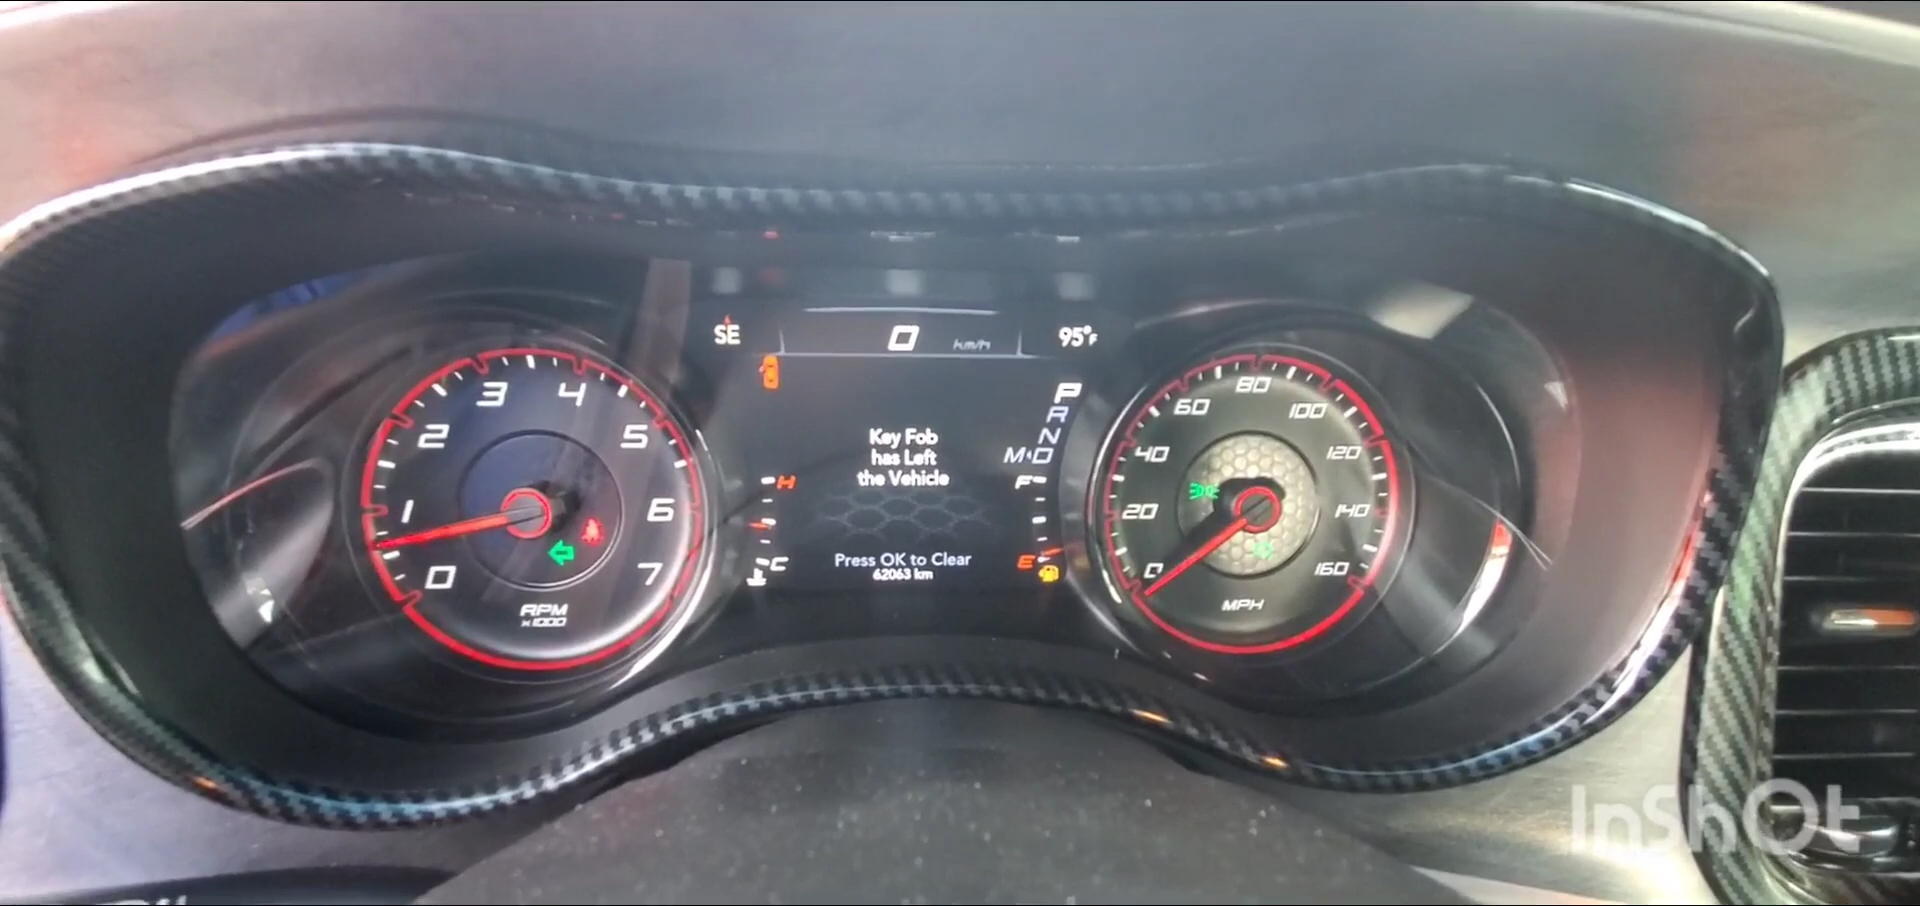 SE
0 km/h
95°F
P
R
N
M D
Key Fob
has Left
the Vehicle
H
F
C
E
Press OK to Clear
62063 km
0
1
2
3
4
5
6
7
RPM
x1000
0
20
40
60
80
100
120
140
160
MPH
InShOt